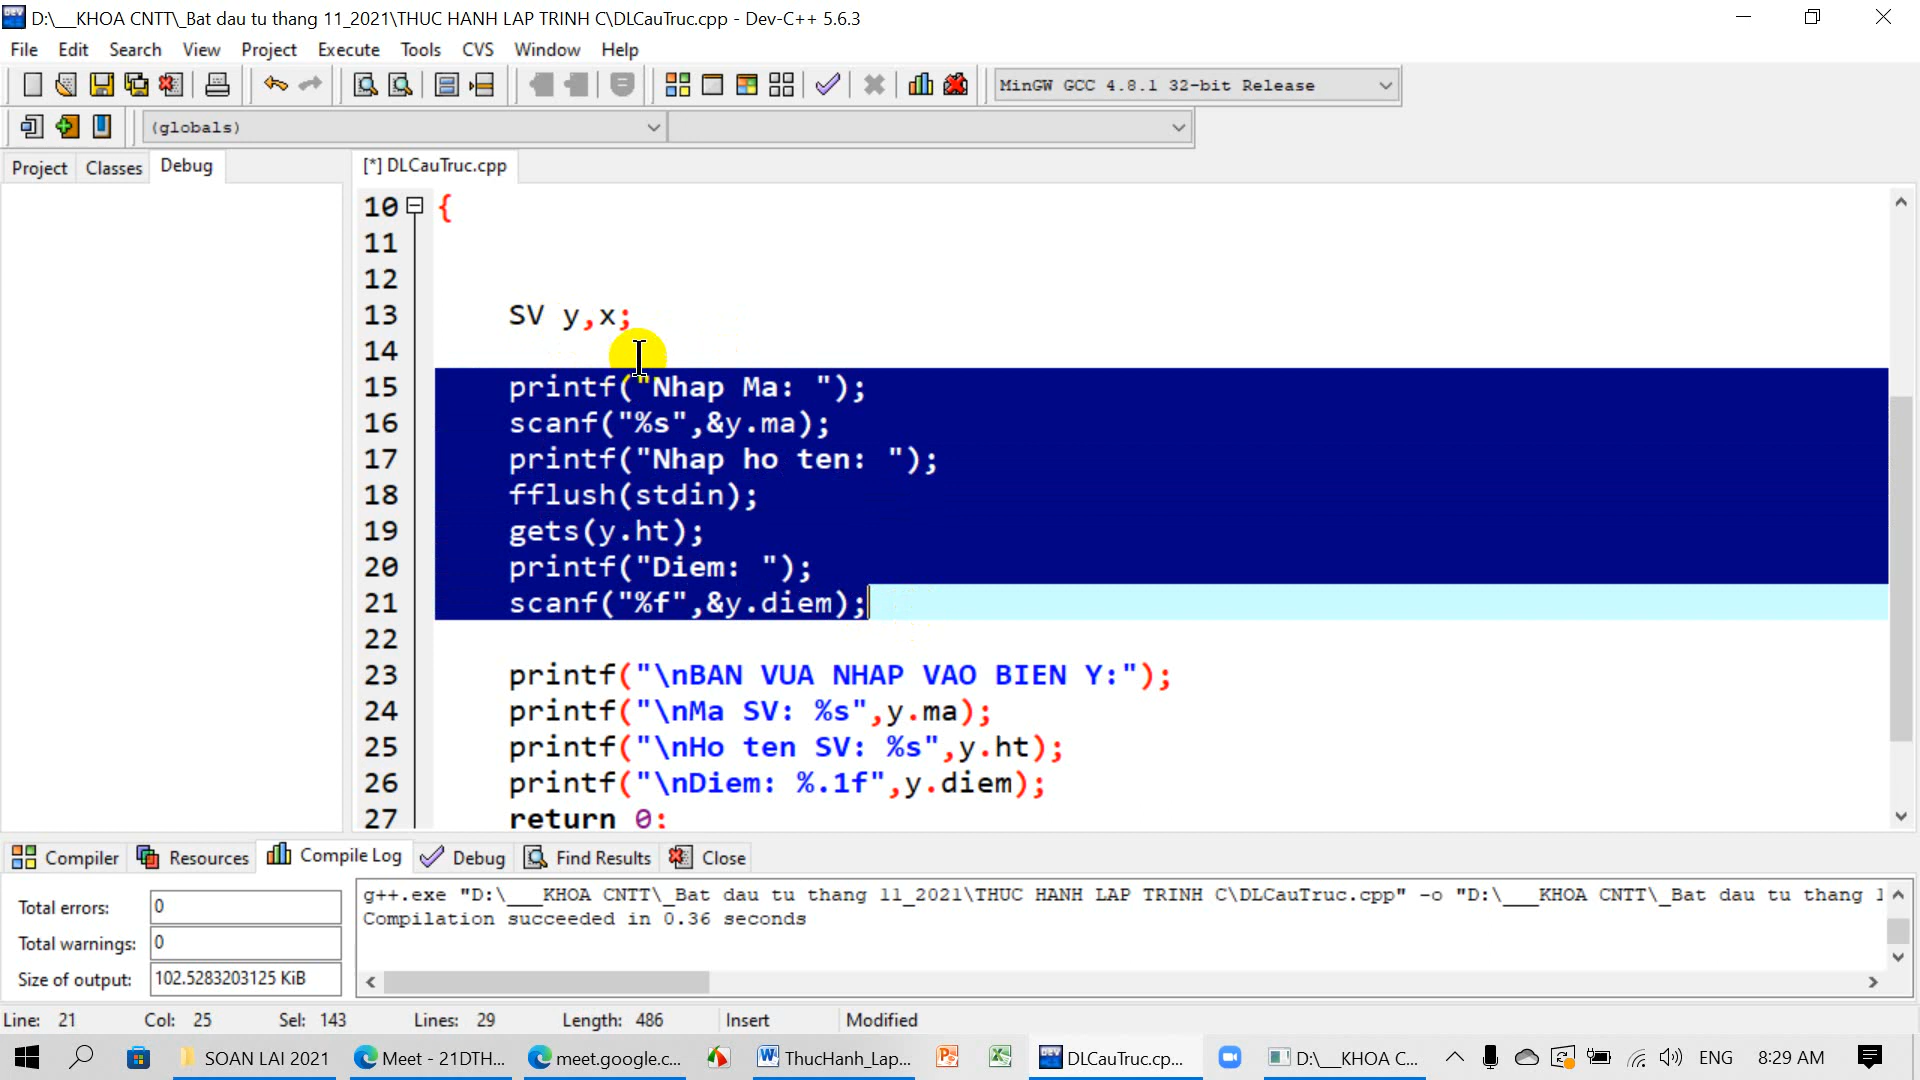 D:\___KHOA CNTT\_Bat dau tu thang 11_2021\THUC HANH LAP TRINH C\DLCauTruc.cpp - Dev-C++ 5.6.3
File Edit Search View Project Execute Tools CVS Window Help
MinGW GCC 4.8.1 32-bit Release
(globals)
Project Classes Debug
[*] DLCauTruc.cpp
10 {
11
12
13 SV y,x;
14
15 printf("Nhap Ma: ");
16 scanf("%s",&y.ma);
17 printf("Nhap ho ten: ");
18 fflush(stdin);
19 gets(y.ht);
20 printf("Diem: ");
21 scanf("%f",&y.diem);
22
23 printf("\nBAN VUA NHAP VAO BIEN Y:");
24 printf("\nMa SV: %s",y.ma);
25 printf("\nHo ten SV: %s",y.ht);
26 printf("\nDiem: %.1f",y.diem);
27 return 0;
Compiler Resources Compile Log Debug Find Results Close
Total errors: 0
Total warnings: 0
Size of output: 102.5283203125 KiB
g++.exe "D:\___KHOA CNTT\_Bat dau tu thang 11_2021\THUC HANH LAP TRINH C\DLCauTruc.cpp" -o "D:\___KHOA CNTT\_Bat dau tu thang 1
Compilation succeeded in 0.36 seconds
Line: 21 Col: 25 Sel: 143 Lines: 29 Length: 486 Insert Modified
SOAN LAI 2021 Meet - 21DTH... meet.google.c... ThucHanh_Lap... DLCauTruc.cp... D:\__KHOA C... ENG 8:29 AM